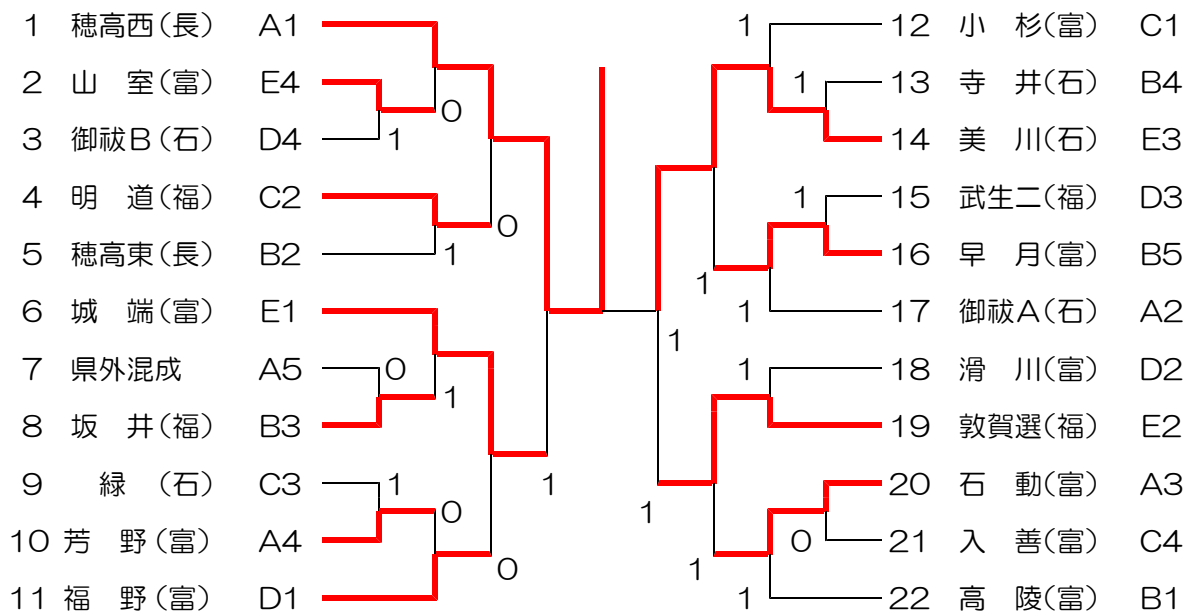 1 穂高西(長) A1
2 山 室(富) E4
3 御祓B(石) D4
4 明 道(福) C2
5 穂高東(長) B2
6 城 端(富) E1
7 県外混成 A5
8 坂 井(福) B3
9 緑 (石) C3
10 芳 野(富) A4
11 福 野(富) D1
0
1
0
1
0
1
1
0
0
1
1
1
1
1
1
1
1
1
1
0
1
1
12 小 杉(富) C1
13 寺 井(石) B4
14 美 川(石) E3
15 武生二(福) D3
16 早 月(富) B5
17 御祓A(石) A2
18 滑 川(富) D2
19 敦賀選(福) E2
20 石 動(富) A3
21 入 善(富) C4
22 高 陵(富) B1